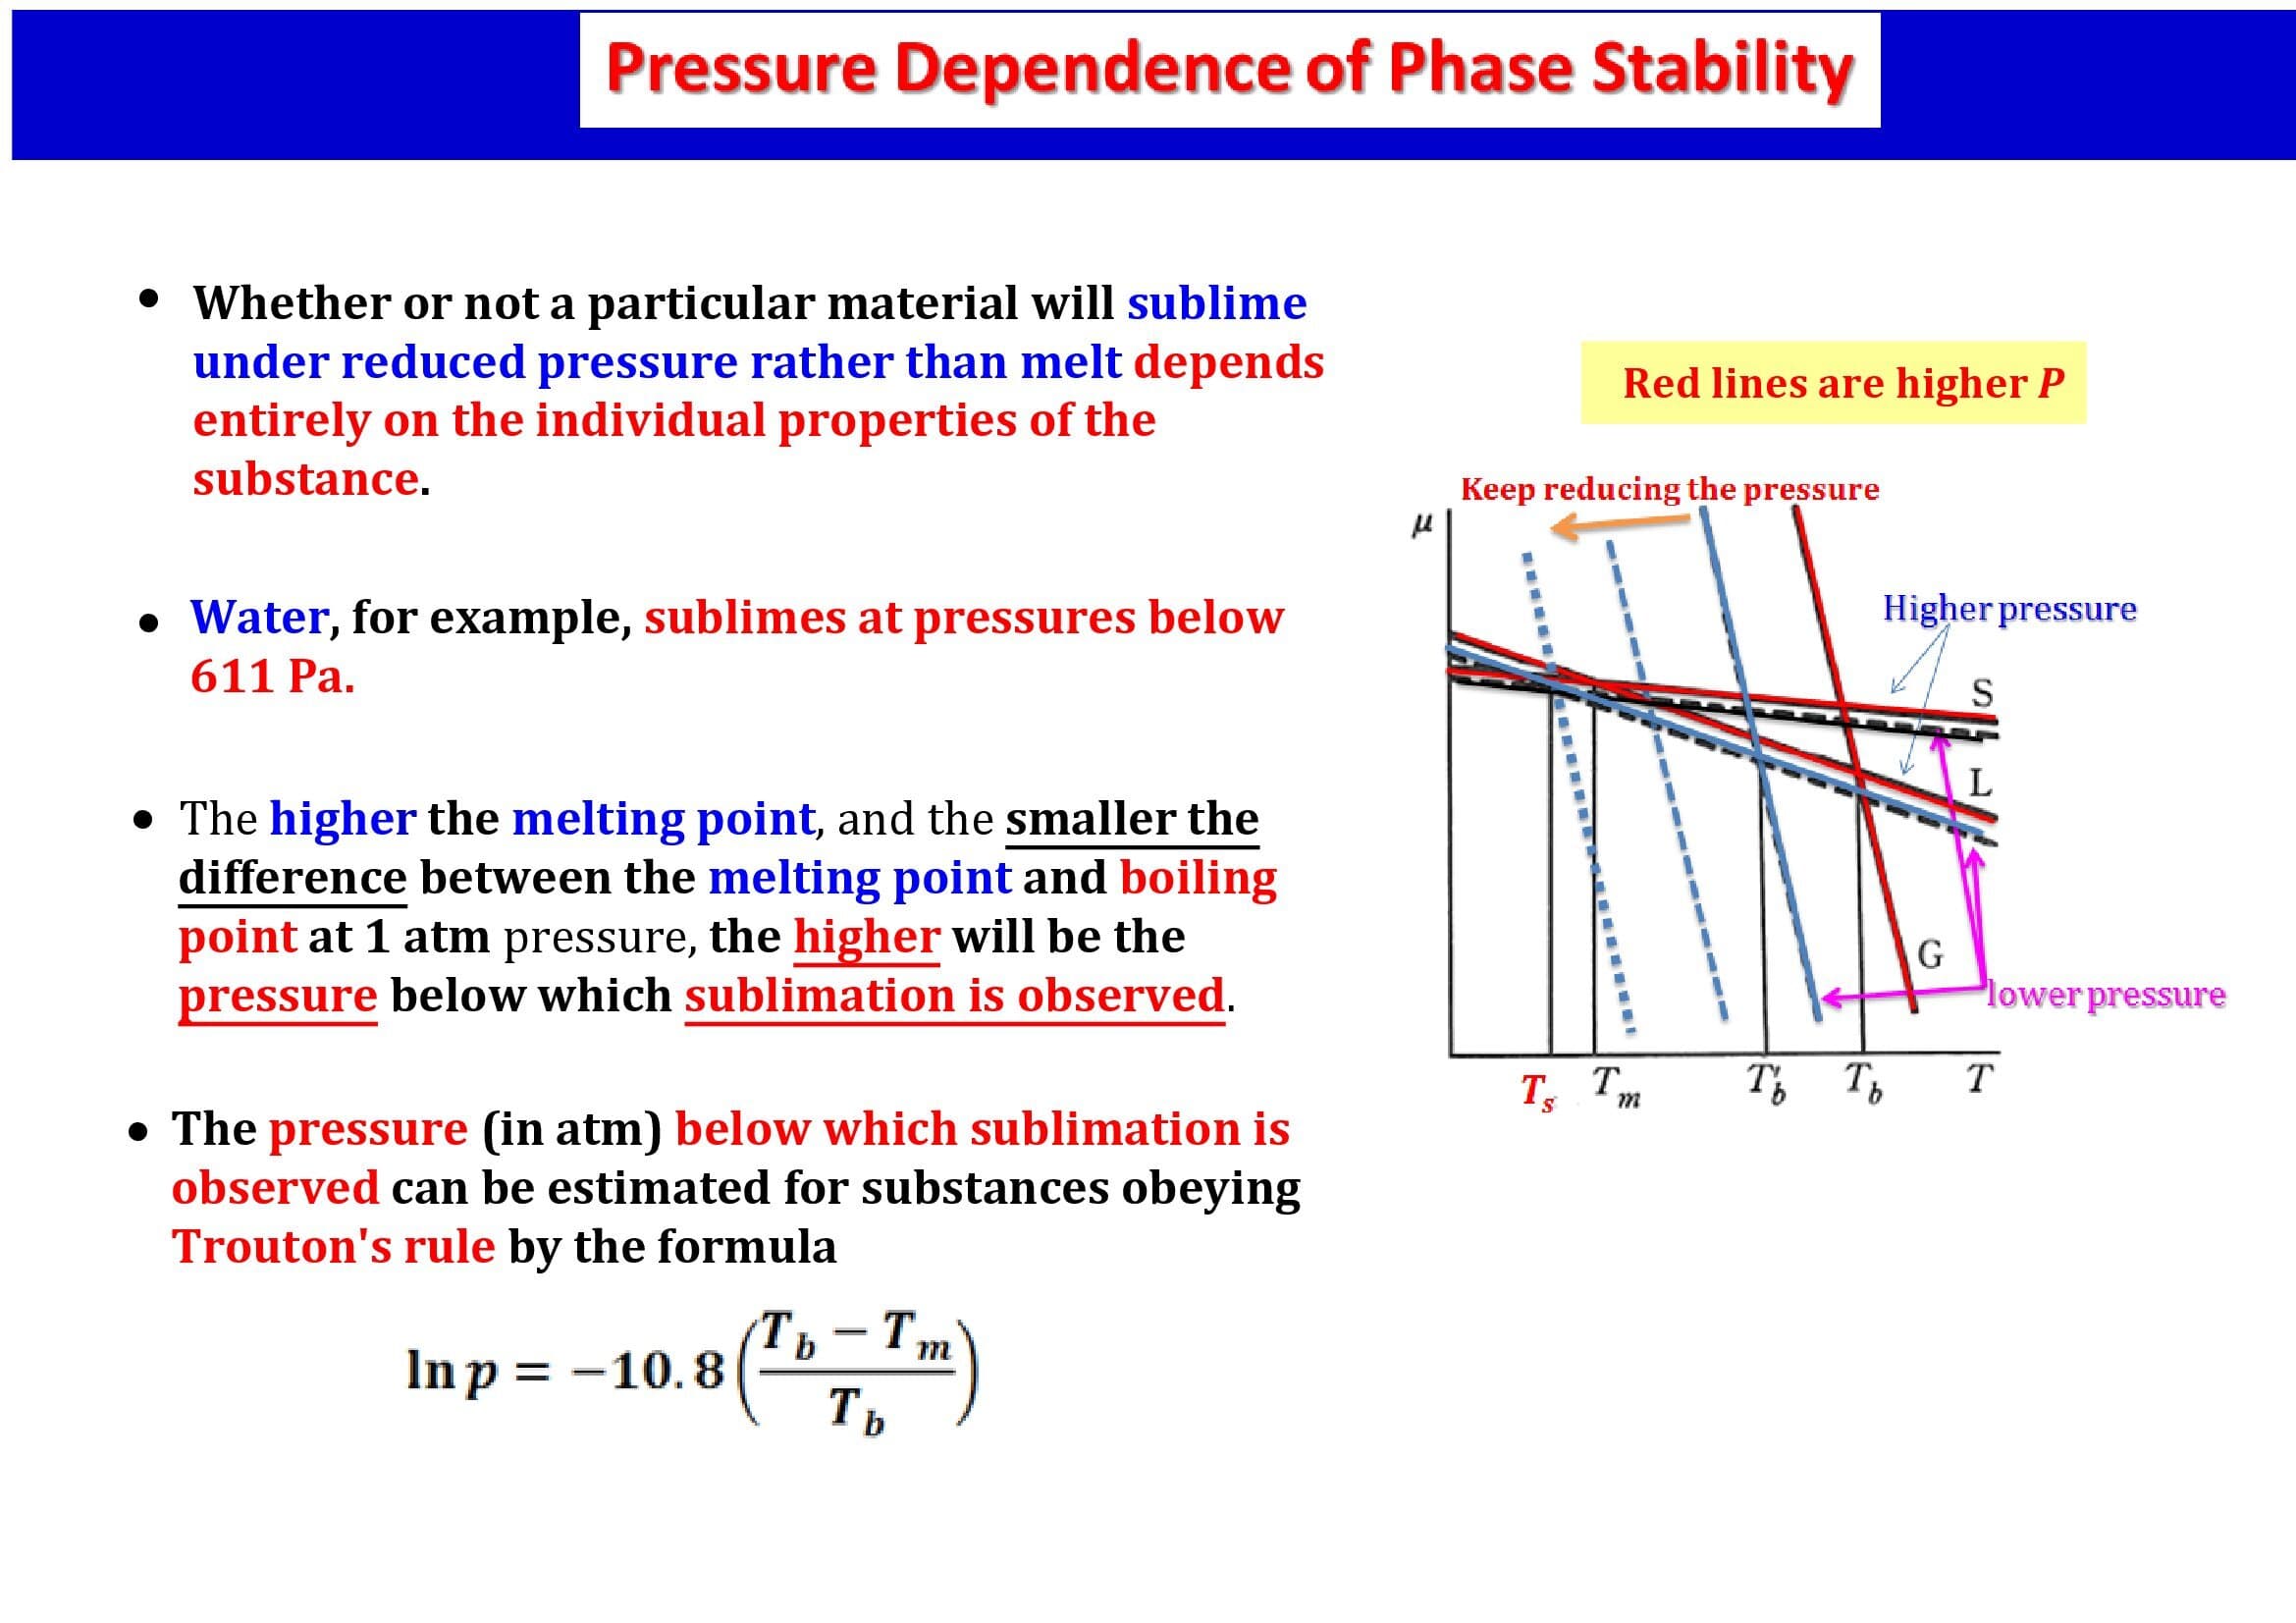 Pressure Dependence of Phase Stability
• Whether or not a particular material will sublime
under reduced pressure rather than melt depends
entirely on the individual properties of the
substance.
• Water, for example, sublimes at pressures below
611 Pa.
• The higher the melting point, and the smaller the
difference between the melting point and boiling
point at 1 atm pressure, the higher will be the
pressure below which sublimation is observed.
• The pressure (in atm) below which sublimation is
observed can be estimated for substances obeying
Trouton's rule by the formula
ln p = −10.8 (T_b − T_m / T_b)
Red lines are higher P
Keep reducing the pressure
μ
Higher pressure
S
L
G
lower pressure
T_s T_m T'_b T_b T